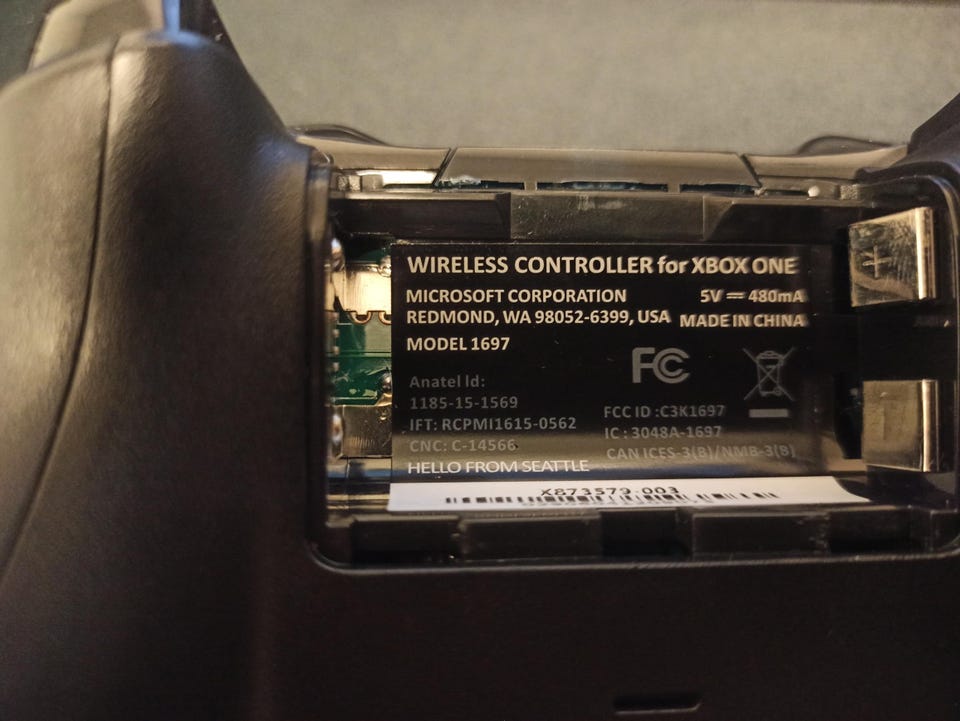 WIRELESS CONTROLLER for XBOX ONE
MICROSOFT CORPORATION 5V 480mA
REDMOND, WA 98052-6399, USA MADE IN CHINA
MODEL 1697
FC
Anatel Id:
1185-15-1569
IFT: RCPMI1615-0562 FCC ID :C3K1697
CNC: C-14566 IC : 3048A-1697
CAN ICES-3(B)/NMB-3(B)
HELLO FROM SEATTLE
X873579-003
+